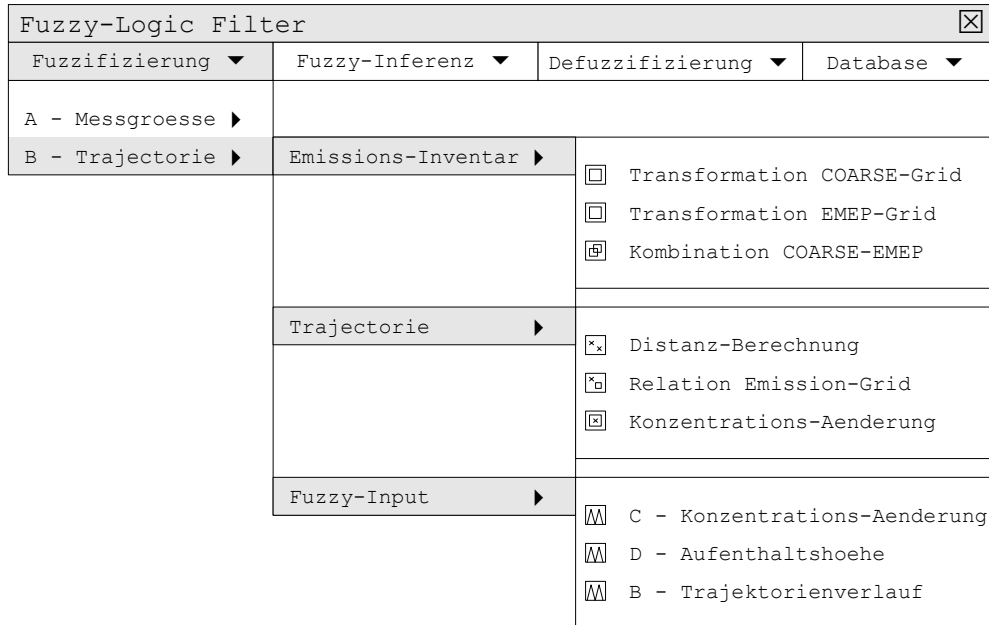 Fuzzy-Logic Filter
Fuzzifizierung Fuzzy-Inferenz Defuzzifizierung Database
A - Messgroesse
B - Trajectorie
Emissions-Inventar
Transformation COARSE-Grid
Transformation EMEP-Grid
Kombination COARSE-EMEP
Trajectorie
Distanz-Berechnung
Relation Emission-Grid
Konzentrations-Aenderung
Fuzzy-Input
C - Konzentrations-Aenderung
D - Aufenthaltshoehe
B - Trajektorienverlauf